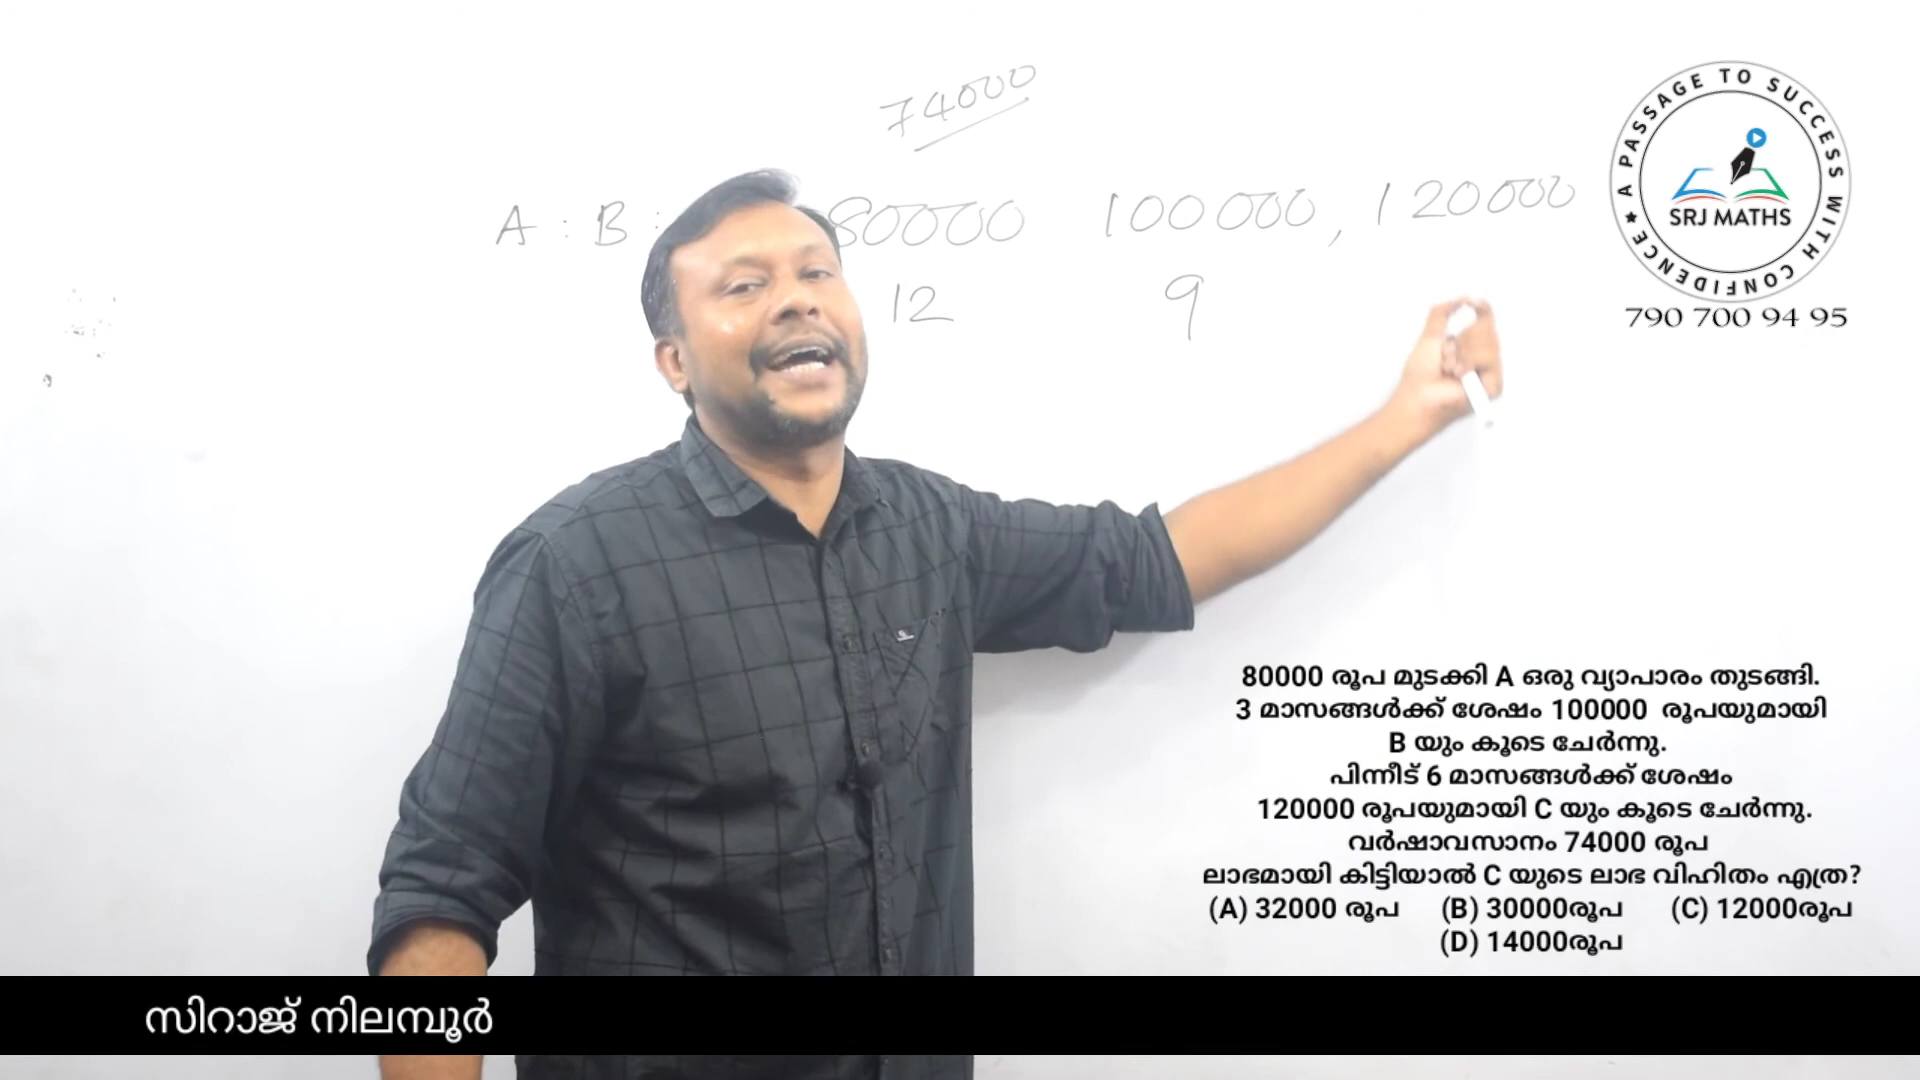 74000
A : B :
80000 100000, 120000
12 9
A PASSAGE TO SUCCESS WITH CONFIDENCE
SRJ MATHS
790 700 94 95
80000 രൂപ മുടക്കി A ഒരു വ്യാപാരം തുടങ്ങി.
3 മാസങ്ങൾക്ക് ശേഷം 100000 രൂപയുമായി
B യും കൂടെ ചേർന്നു.
പിന്നീട് 6 മാസങ്ങൾക്ക് ശേഷം
120000 രൂപയുമായി C യും കൂടെ ചേർന്നു.
വർഷാവസാനം 74000 രൂപ
ലാഭമായി കിട്ടിയാൽ C യുടെ ലാഭ വിഹിതം എത്ര?
(A) 32000 രൂപ (B) 30000രൂപ (C) 12000രൂപ
(D) 14000രൂപ
സിറാജ് നിലമ്പൂർ